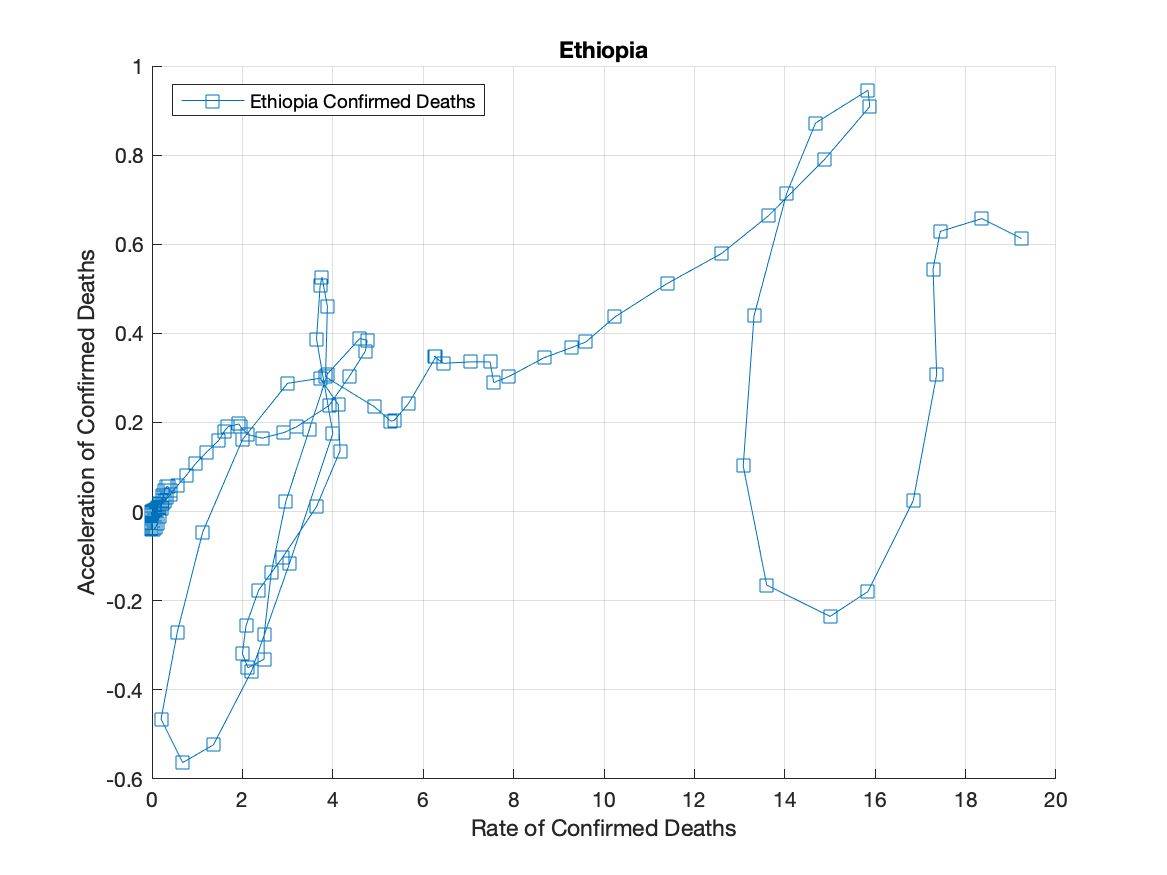 Ethiopia
Ethiopia Confirmed Deaths
Acceleration of Confirmed Deaths
1
0.8
0.6
0.4
0.2
0
-0.2
-0.4
-0.6
0 2 4 6 8 10 12 14 16 18 20
Rate of Confirmed Deaths